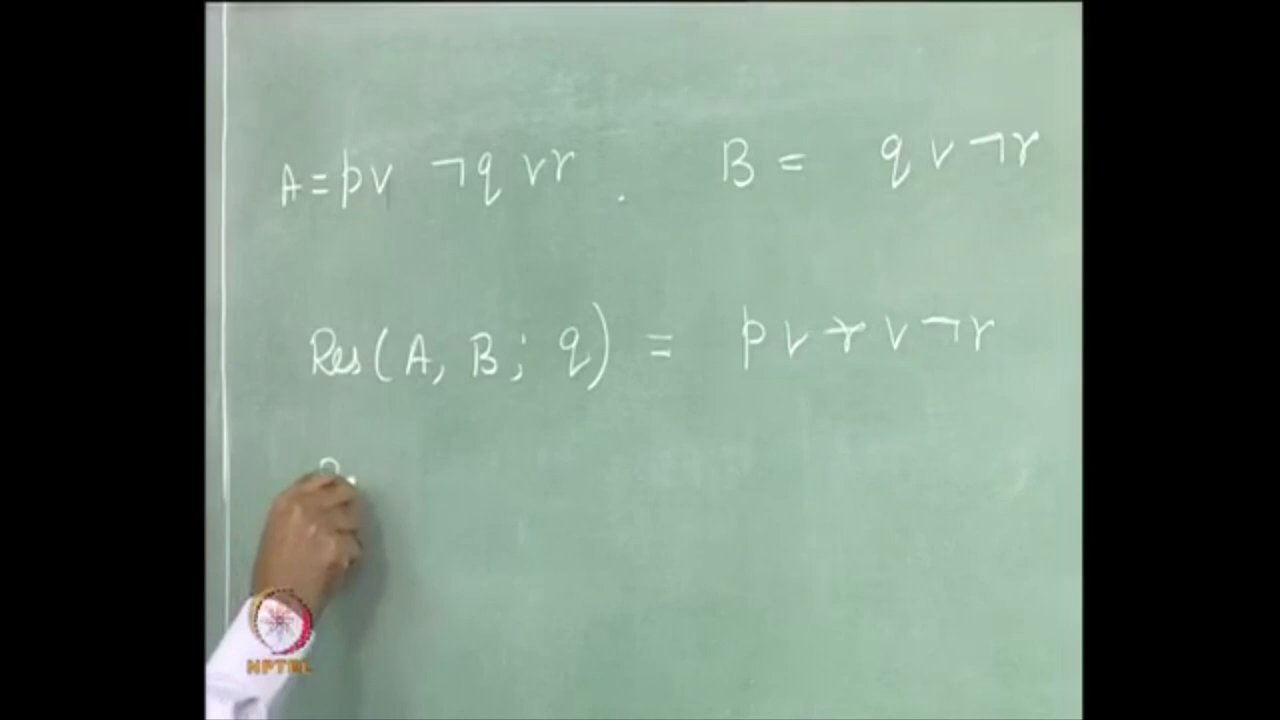 A = p ∨ ¬q ∨ r . B = q ∨ ¬r
Res(A, B; q) = p ∨ r ∨ ¬r
R
NPTEL